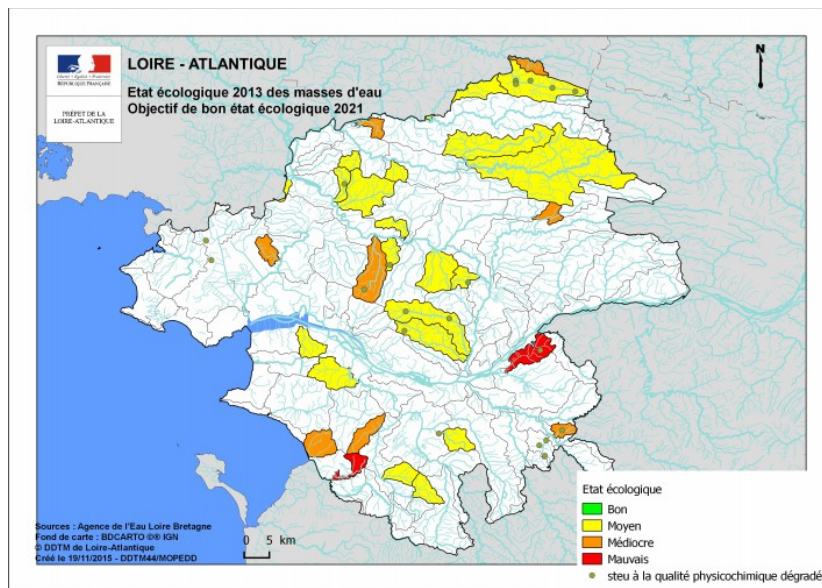 LOIRE - ATLANTIQUE
Etat écologique 2013 des masses d'eau
Objectif de bon état écologique 2021
RÉPUBLIQUE FRANÇAISE
PRÉFET DE LA
LOIRE-ATLANTIQUE
N
Etat écologique
Bon
Moyen
Médiocre
Mauvais
steu à la qualité physicochimique dégradé
Sources : Agence de l'Eau Loire Bretagne
Fond de carte : BDCARTO ©® IGN
© DDTM de Loire-Atlantique
Créé le 19/11/2015 - DDTM44/MOPEDD
0 5 km